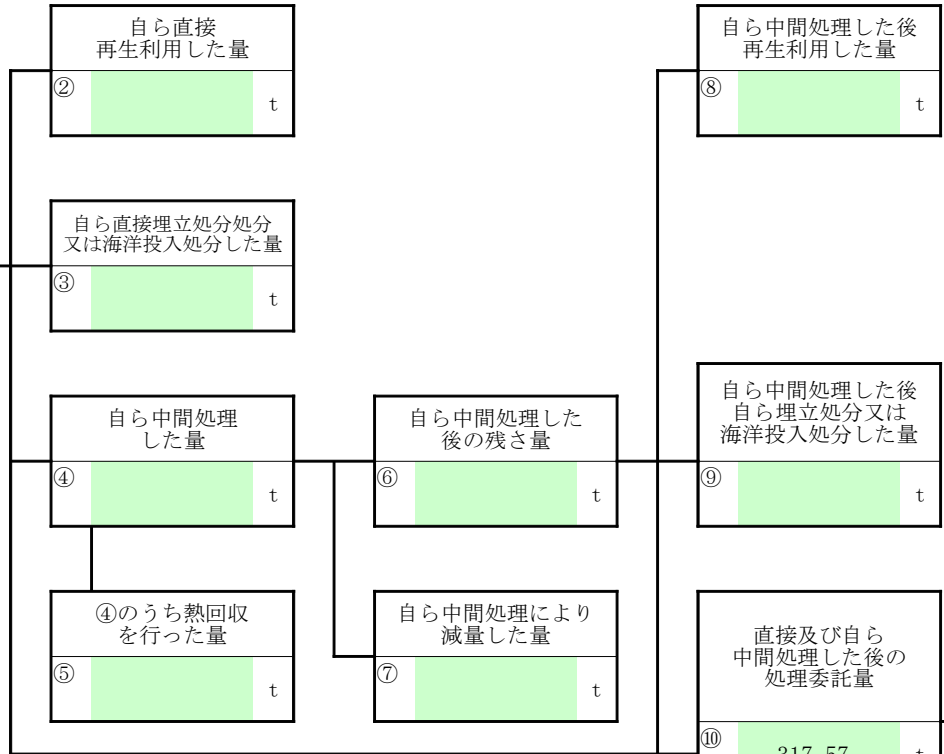 自ら直接
再生利用した量
②
t
自ら中間処理した後
再生利用した量
⑧
t
自ら直接埋立処分処分
又は海洋投入処分した量
③
t
自ら中間処理
した量
④
t
自ら中間処理した
後の残さ量
⑥
t
自ら中間処理した後
自ら埋立処分又は
海洋投入処分した量
⑨
t
④のうち熱回収
を行った量
⑤
t
自ら中間処理により
減量した量
⑦
t
直接及び自ら
中間処理した後の
処理委託量
⑩
317.57 t